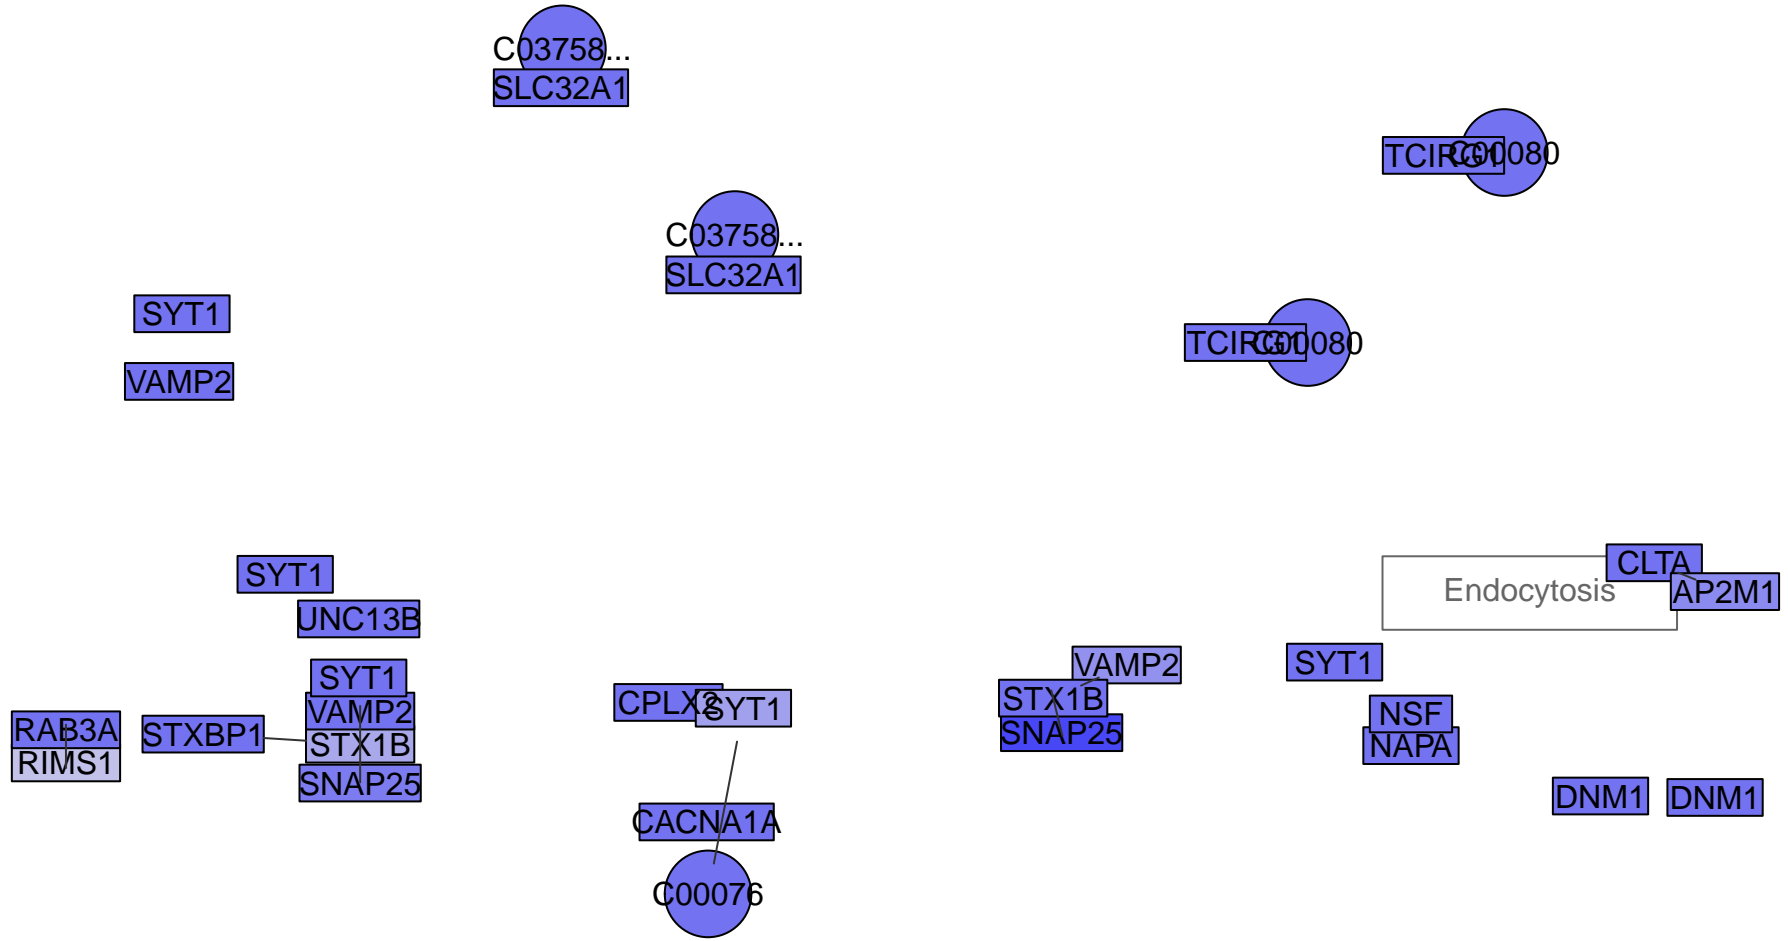 C03758...
SLC32A1
TCIRG1
C00080
C03758...
SLC32A1
SYT1
TCIRG1
C00080
VAMP2
SYT1
UNC13B
CLTA
AP2M1
Endocytosis
SYT1
VAMP2
STX1B
SNAP25
RAB3A
RIMS1
STXBP1
SYT1
VAMP2
STX1B
SNAP25
CPLX2
SYT1
NSF
NAPA
DNM1
DNM1
CACNA1A
C00076